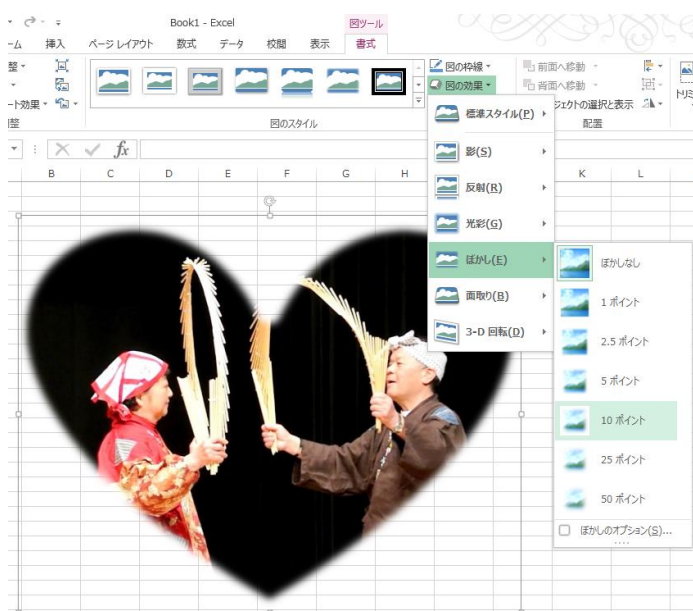 Book1 - Excel
図ツール
ーム 挿入 ページ レイアウト 数式 データ 校閲 表示 書式
整
ート効果
図の枠線
図の効果
前面へ移動
背面へ移動
ジェクトの選択と表示
トリミ
整
図のスタイル
配置
fx
B C D E F G H K L
標準スタイル(P)
影(S)
反射(R)
光彩(G)
ぼかし(E)
面取り(B)
3-D 回転(D)
ぼかしなし
1 ポイント
2.5 ポイント
5 ポイント
10 ポイント
25 ポイント
50 ポイント
ぼかしのオプション(S)...